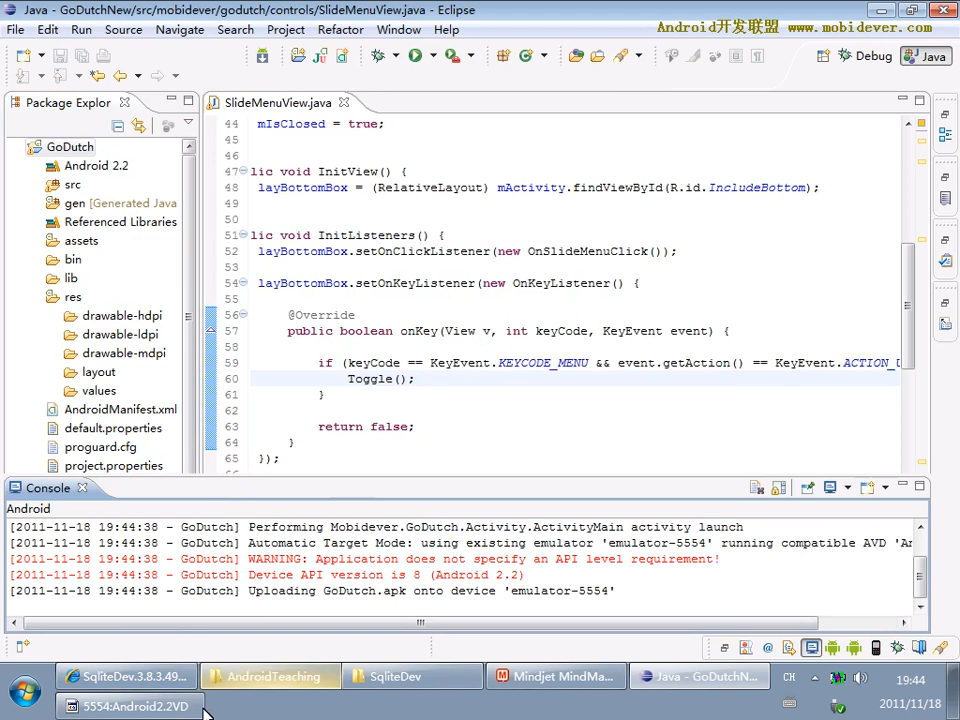 Java - GoDutchNew/src/mobidever/godutch/controls/SlideMenuView.java - Eclipse
File Edit Run Source Navigate Search Project Refactor Window Help
Android开发联盟 www.mobidever.com
Debug Java
Package Explor
SlideMenuView.java
GoDutch
Android 2.2
src
gen [Generated Java
Referenced Libraries
assets
bin
lib
res
drawable-hdpi
drawable-ldpi
drawable-mdpi
layout
values
AndroidManifest.xml
default.properties
proguard.cfg
project.properties
44 mIsClosed = true;
45
46
47 lic void InitView() {
48 layBottomBox = (RelativeLayout) mActivity.findViewById(R.id.IncludeBottom);
49
50
51 lic void InitListeners() {
52 layBottomBox.setOnClickListener(new OnSlideMenuClick());
53
54 layBottomBox.setOnKeyListener(new OnKeyListener() {
55
56 @Override
57 public boolean onKey(View v, int keyCode, KeyEvent event) {
58
59 if (keyCode == KeyEvent.KEYCODE_MENU && event.getAction() == KeyEvent.ACTION_
60 Toggle();
61 }
62
63 return false;
64 }
65 });
Console
Android
[2011-11-18 19:44:38 - GoDutch] Performing Mobidever.GoDutch.Activity.ActivityMain activity launch
[2011-11-18 19:44:38 - GoDutch] Automatic Target Mode: using existing emulator 'emulator-5554' running compatible AVD 'An
[2011-11-18 19:44:38 - GoDutch] WARNING: Application does not specify an API level requirement!
[2011-11-18 19:44:38 - GoDutch] Device API version is 8 (Android 2.2)
[2011-11-18 19:44:38 - GoDutch] Uploading GoDutch.apk onto device 'emulator-5554'
SqliteDev.3.8.3.49... AndroidTeaching SqliteDev Mindjet MindMa... Java - GoDutchN... CH 19:44
5554:Android2.2VD 2011/11/18